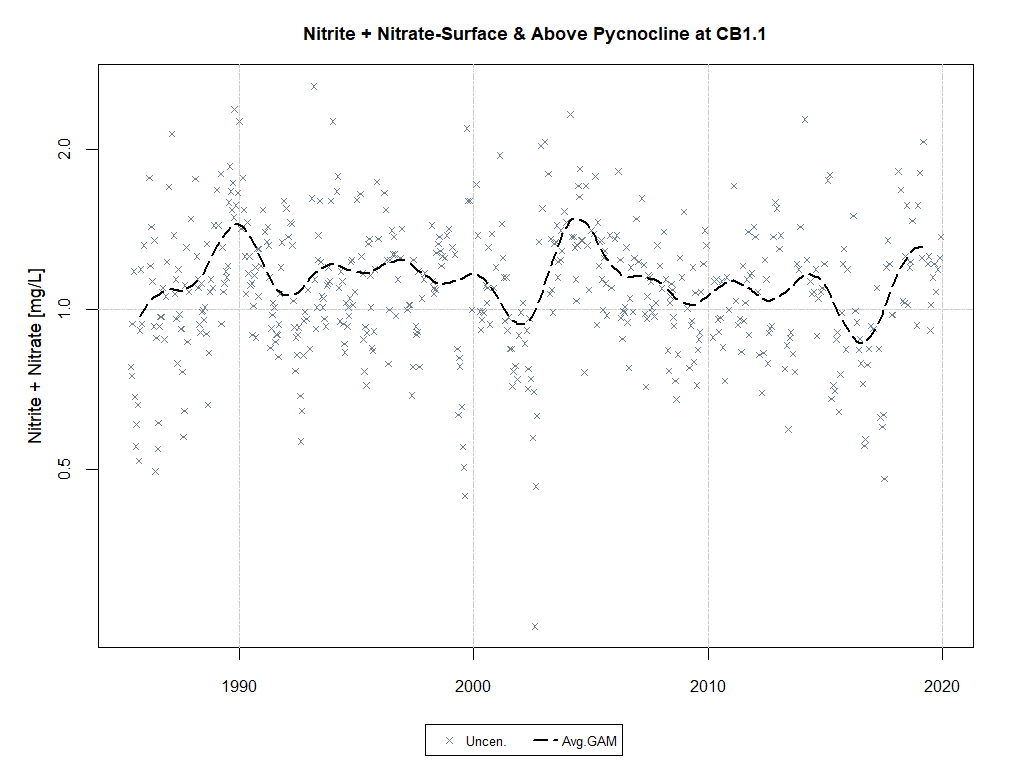 Nitrite + Nitrate-Surface & Above Pycnocline at CB1.1
Nitrite + Nitrate [mg/L]
2.0
1.0
0.5
1990
2000
2010
2020
Uncen.
Avg.GAM